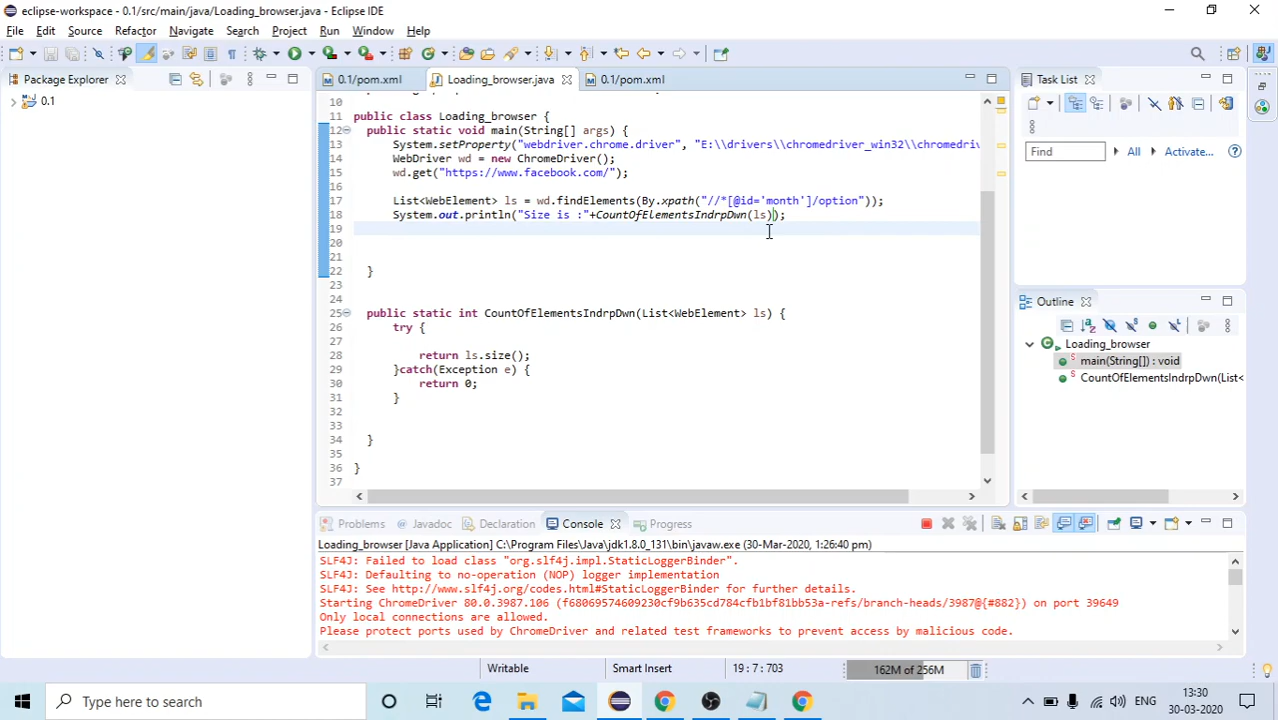 eclipse-workspace - 0.1/src/main/java/Loading_browser.java - Eclipse IDE
File Edit Source Refactor Navigate Search Project Run Window Help
Package Explorer
0.1
0.1/pom.xml Loading_browser.java 0.1/pom.xml
10
11 public class Loading_browser {
12 public static void main(String[] args) {
13 System.setProperty("webdriver.chrome.driver", "E:\\drivers\\chromedriver_win32\\chromedriv
14 WebDriver wd = new ChromeDriver();
15 wd.get("https://www.facebook.com/");
16
17 List<WebElement> ls = wd.findElements(By.xpath("//*[@id='month']/option"));
18 System.out.println("Size is :"+CountOfElementsIndrpDwn(ls));
19
20
21
22 }
23
24
25 public static int CountOfElementsIndrpDwn(List<WebElement> ls) {
26 try {
27
28 return ls.size();
29 }catch(Exception e) {
30 return 0;
31 }
32
33
34 }
35
36 }
37
Task List
Find All Activate...
Outline
Loading_browser
main(String[]) : void
CountOfElementsIndrpDwn(List<
Problems Javadoc Declaration Console Progress
Loading_browser [Java Application] C:\Program Files\Java\jdk1.8.0_131\bin\javaw.exe (30-Mar-2020, 1:26:40 pm)
SLF4J: Failed to load class "org.slf4j.impl.StaticLoggerBinder".
SLF4J: Defaulting to no-operation (NOP) logger implementation
SLF4J: See http://www.slf4j.org/codes.html#StaticLoggerBinder for further details.
Starting ChromeDriver 80.0.3987.106 (f68069574609230cf9b635cd784cfb1bf81bb53a-refs/branch-heads/3987@{#882}) on port 39649
Only local connections are allowed.
Please protect ports used by ChromeDriver and related test frameworks to prevent access by malicious code.
Writable Smart Insert 19 : 7 : 703 162M of 256M
Type here to search
ENG
13:30
30-03-2020